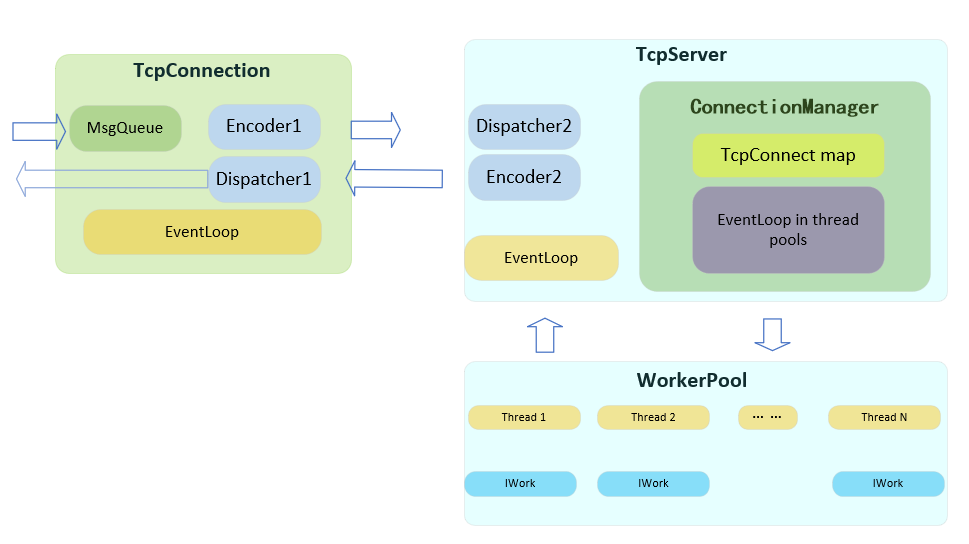 TcpConnection
MsgQueue
Encoder1
Dispatcher1
EventLoop
TcpServer
Dispatcher2
Encoder2
EventLoop
ConnectionManager
TcpConnect map
EventLoop in thread
pools
WorkerPool
Thread 1
Thread 2
... ...
Thread N
IWork
IWork
IWork